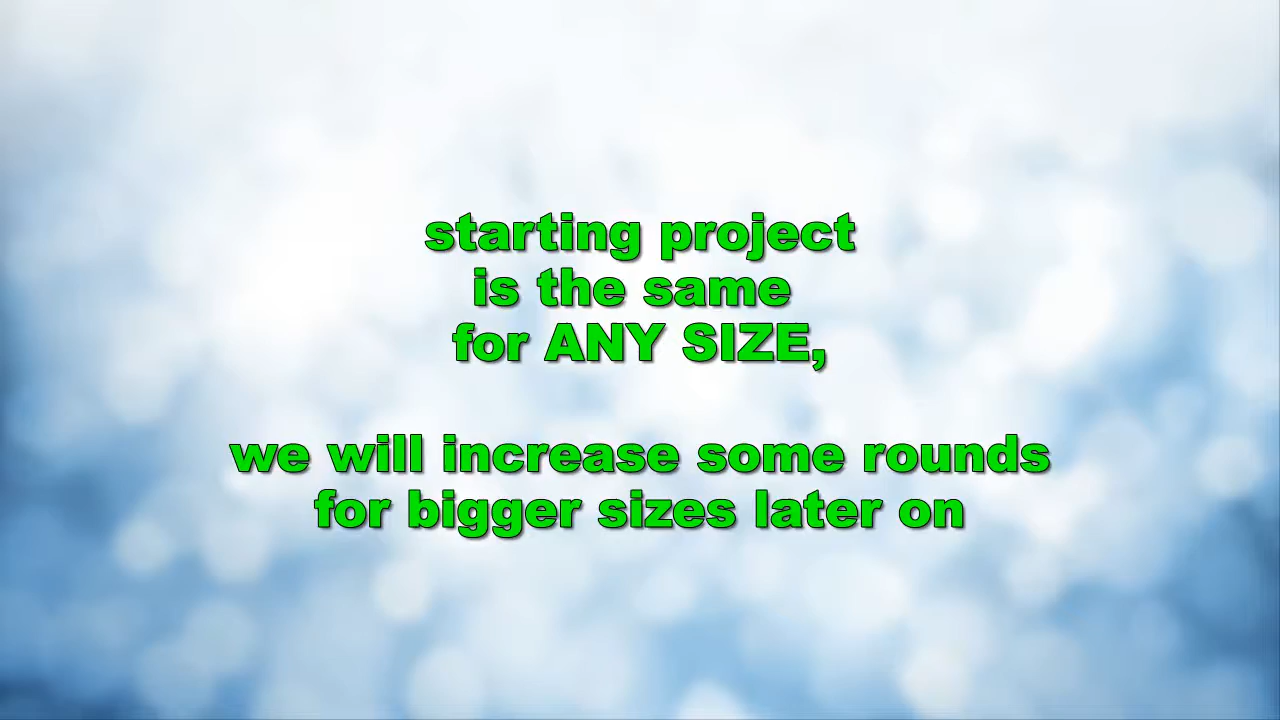 starting project
is the same
for ANY SIZE,
we will increase some rounds
for bigger sizes later on